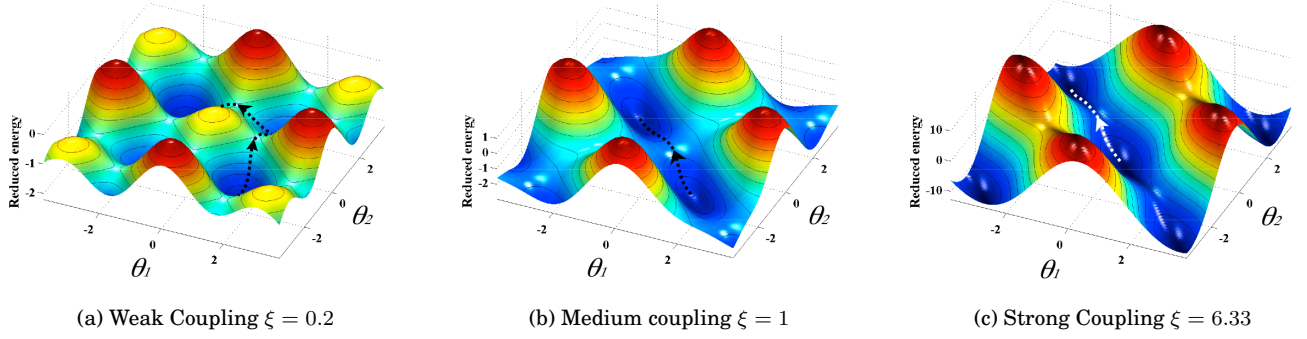 Reduced energy
0
-1
-2
-2
0
2
θ1
-2
0
2
θ2
(a) Weak Coupling ξ = 0.2
Reduced energy
1
0
-1
-2
-2
0
2
θ1
-2
0
2
θ2
(b) Medium coupling ξ = 1
Reduced energy
10
0
-10
-2
0
2
θ1
-2
0
2
θ2
(c) Strong Coupling ξ = 6.33